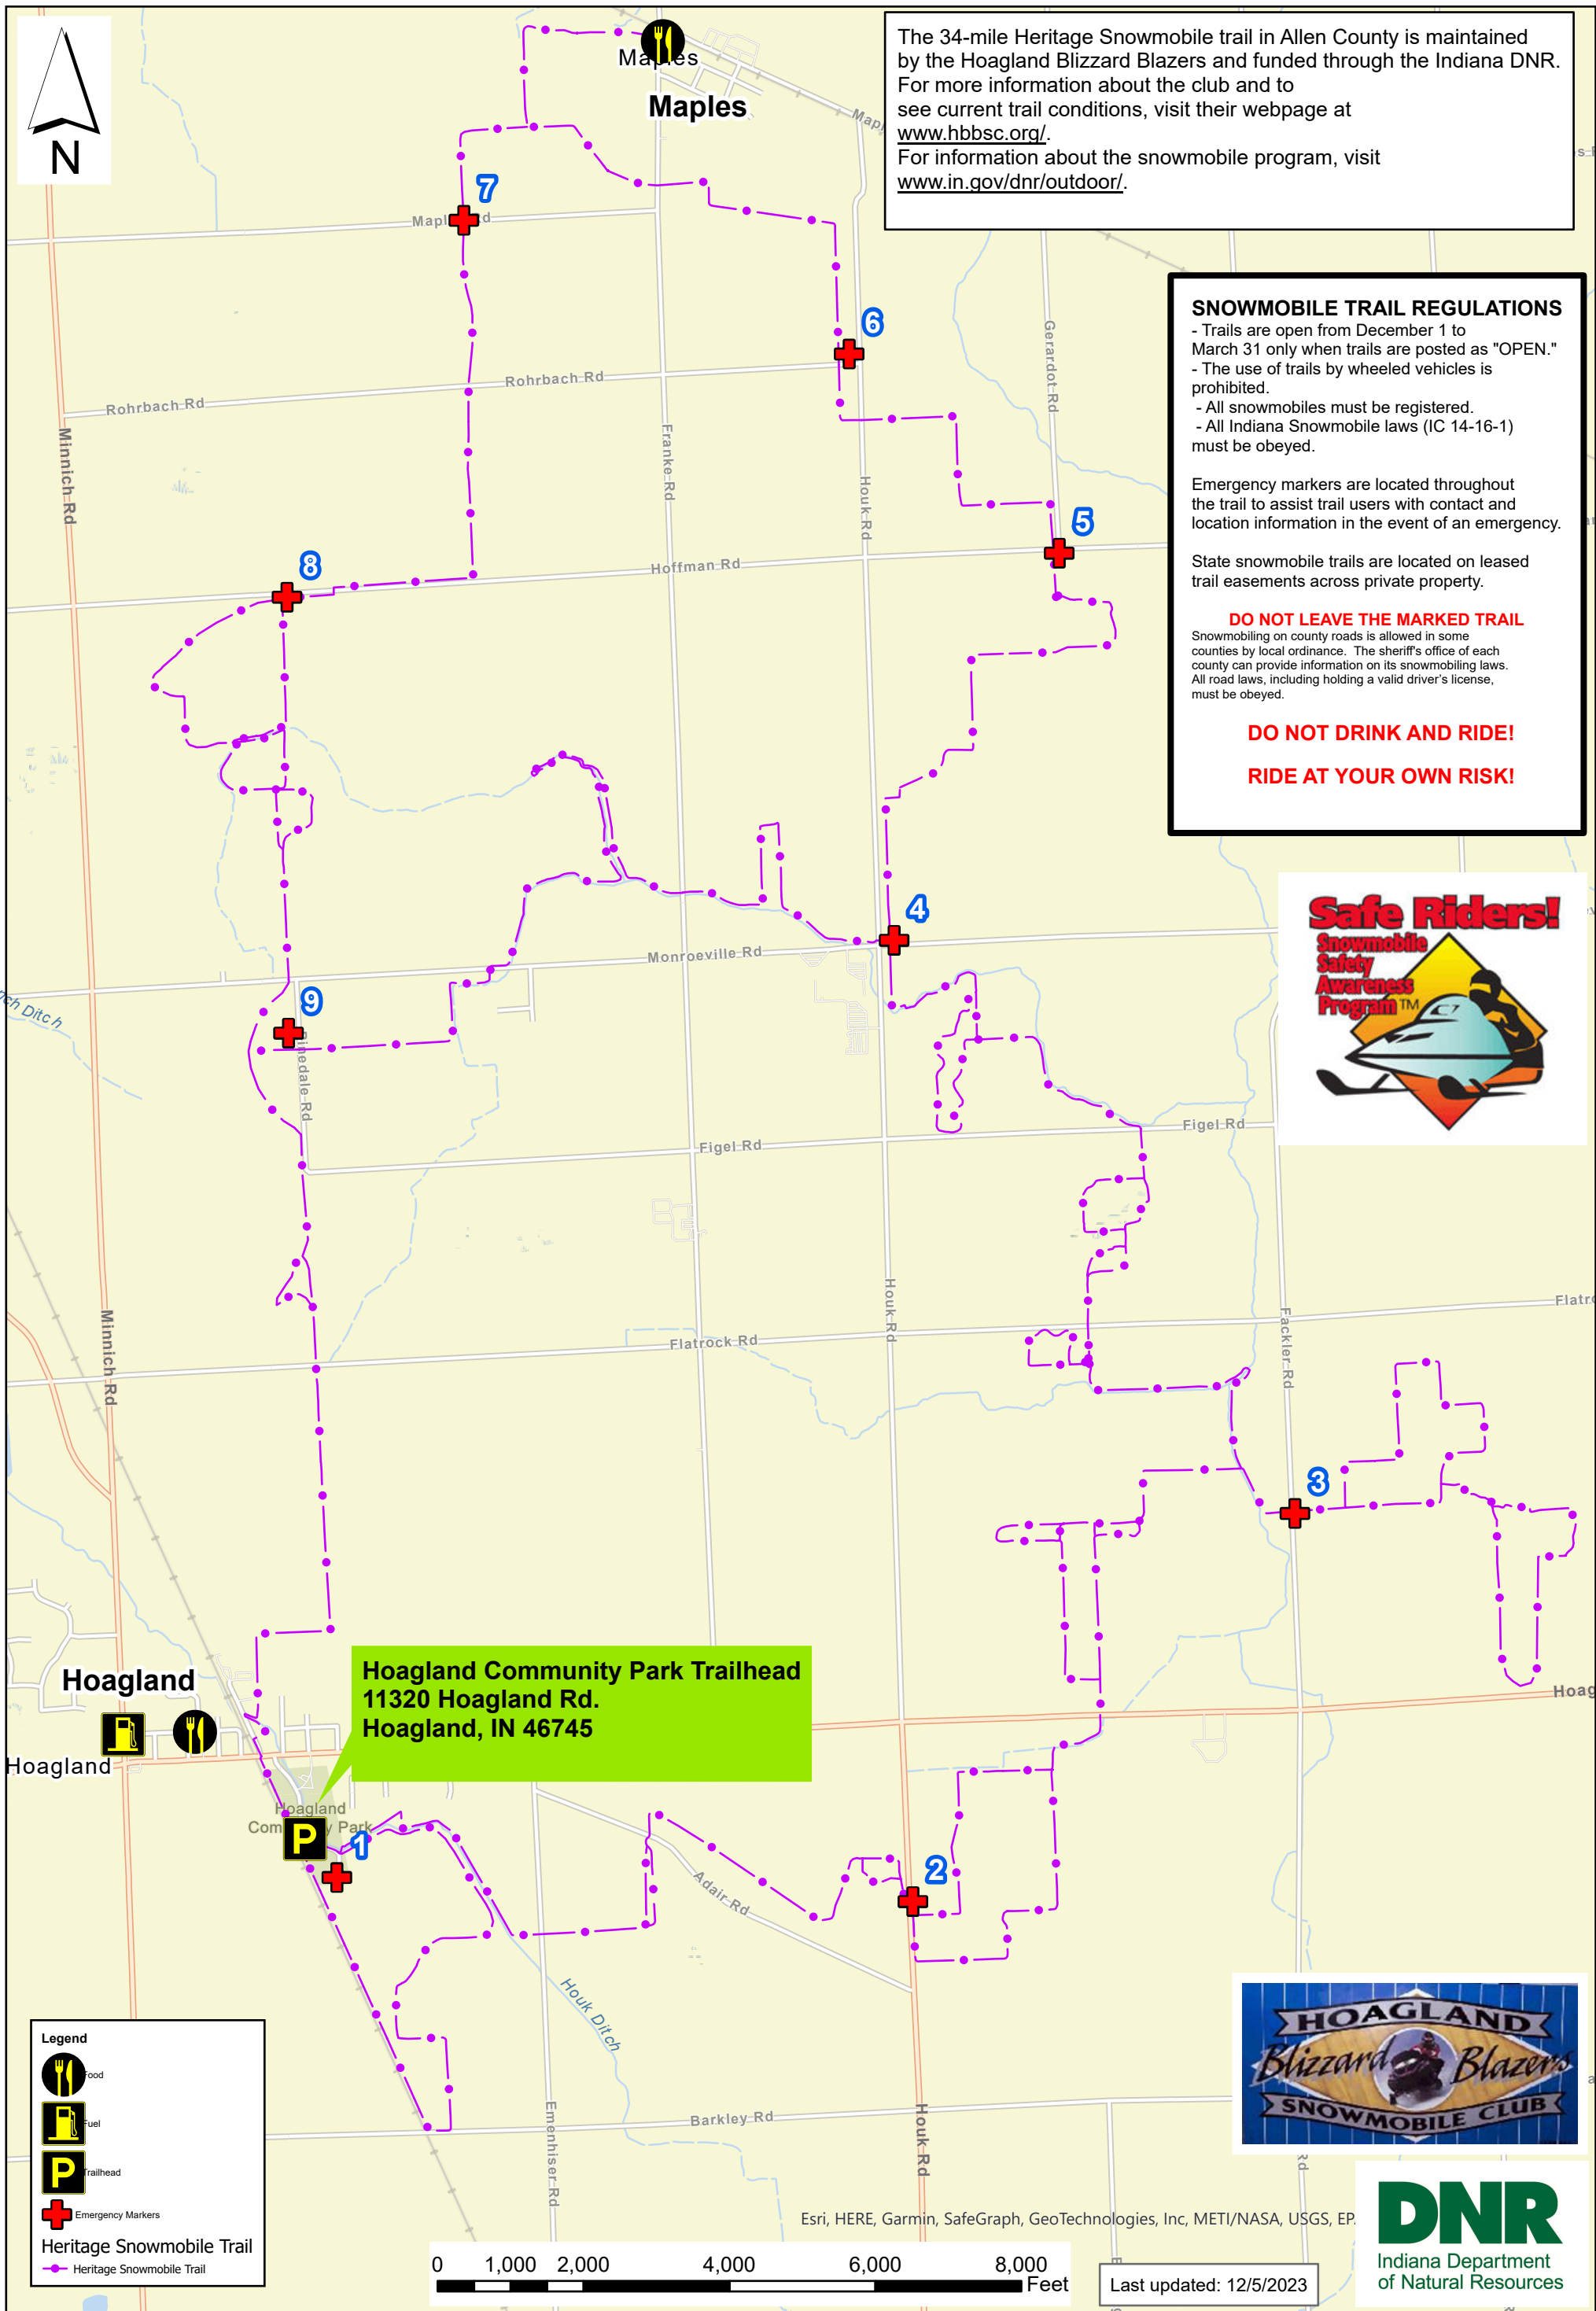 The 34-mile Heritage Snowmobile trail in Allen County is maintained
by the Hoagland Blizzard Blazers and funded through the Indiana DNR.
For more information about the club and to
see current trail conditions, visit their webpage at
www.hbbsc.org/.
For information about the snowmobile program, visit
www.in.gov/dnr/outdoor/.
N
Maples
Maples
7
6
SNOWMOBILE TRAIL REGULATIONS
- Trails are open from December 1 to
March 31 only when trails are posted as "OPEN."
- The use of trails by wheeled vehicles is
prohibited.
- All snowmobiles must be registered.
- All Indiana Snowmobile laws (IC 14-16-1)
must be obeyed.
Emergency markers are located throughout
the trail to assist trail users with contact and
location information in the event of an emergency.
State snowmobile trails are located on leased
trail easements across private property.
DO NOT LEAVE THE MARKED TRAIL
Snowmobiling on county roads is allowed in some
counties by local ordinance. The sheriff's office of each
county can provide information on its snowmobiling laws.
All road laws, including holding a valid driver's license,
must be obeyed.
DO NOT DRINK AND RIDE!
RIDE AT YOUR OWN RISK!
Gerardot Rd
Rohrbach Rd
Rohrbach Rd
Minnich Rd
Franke Rd
Houk Rd
5
8
Hoffman Rd
Safe Riders!
Snowmobile
Safety
Awareness
Program™
4
Monroeville Rd
9
Ditch
Figel Rd
Figel Rd
Houk Rd
Fackler Rd
Minnich Rd
Flatrock Rd
3
Hoagland
Hoagland
Hoagland Community Park Trailhead
11320 Hoagland Rd.
Hoagland, IN 46745
Hoagland
Park
P
1
2
Adair Rd
Houk Ditch
Emenhiser Rd
Barkley Rd
Houk Rd
Rd
HOAGLAND
Blizzard Blazers
SNOWMOBILE CLUB
Legend
Food
Fuel
P Trailhead
Emergency Markers
Heritage Snowmobile Trail
Heritage Snowmobile Trail
Esri, HERE, Garmin, SafeGraph, GeoTechnologies, Inc, METI/NASA, USGS,
0 1,000 2,000 4,000 6,000 8,000
Feet
Last updated: 12/5/2023
DNR
Indiana Department
of Natural Resources